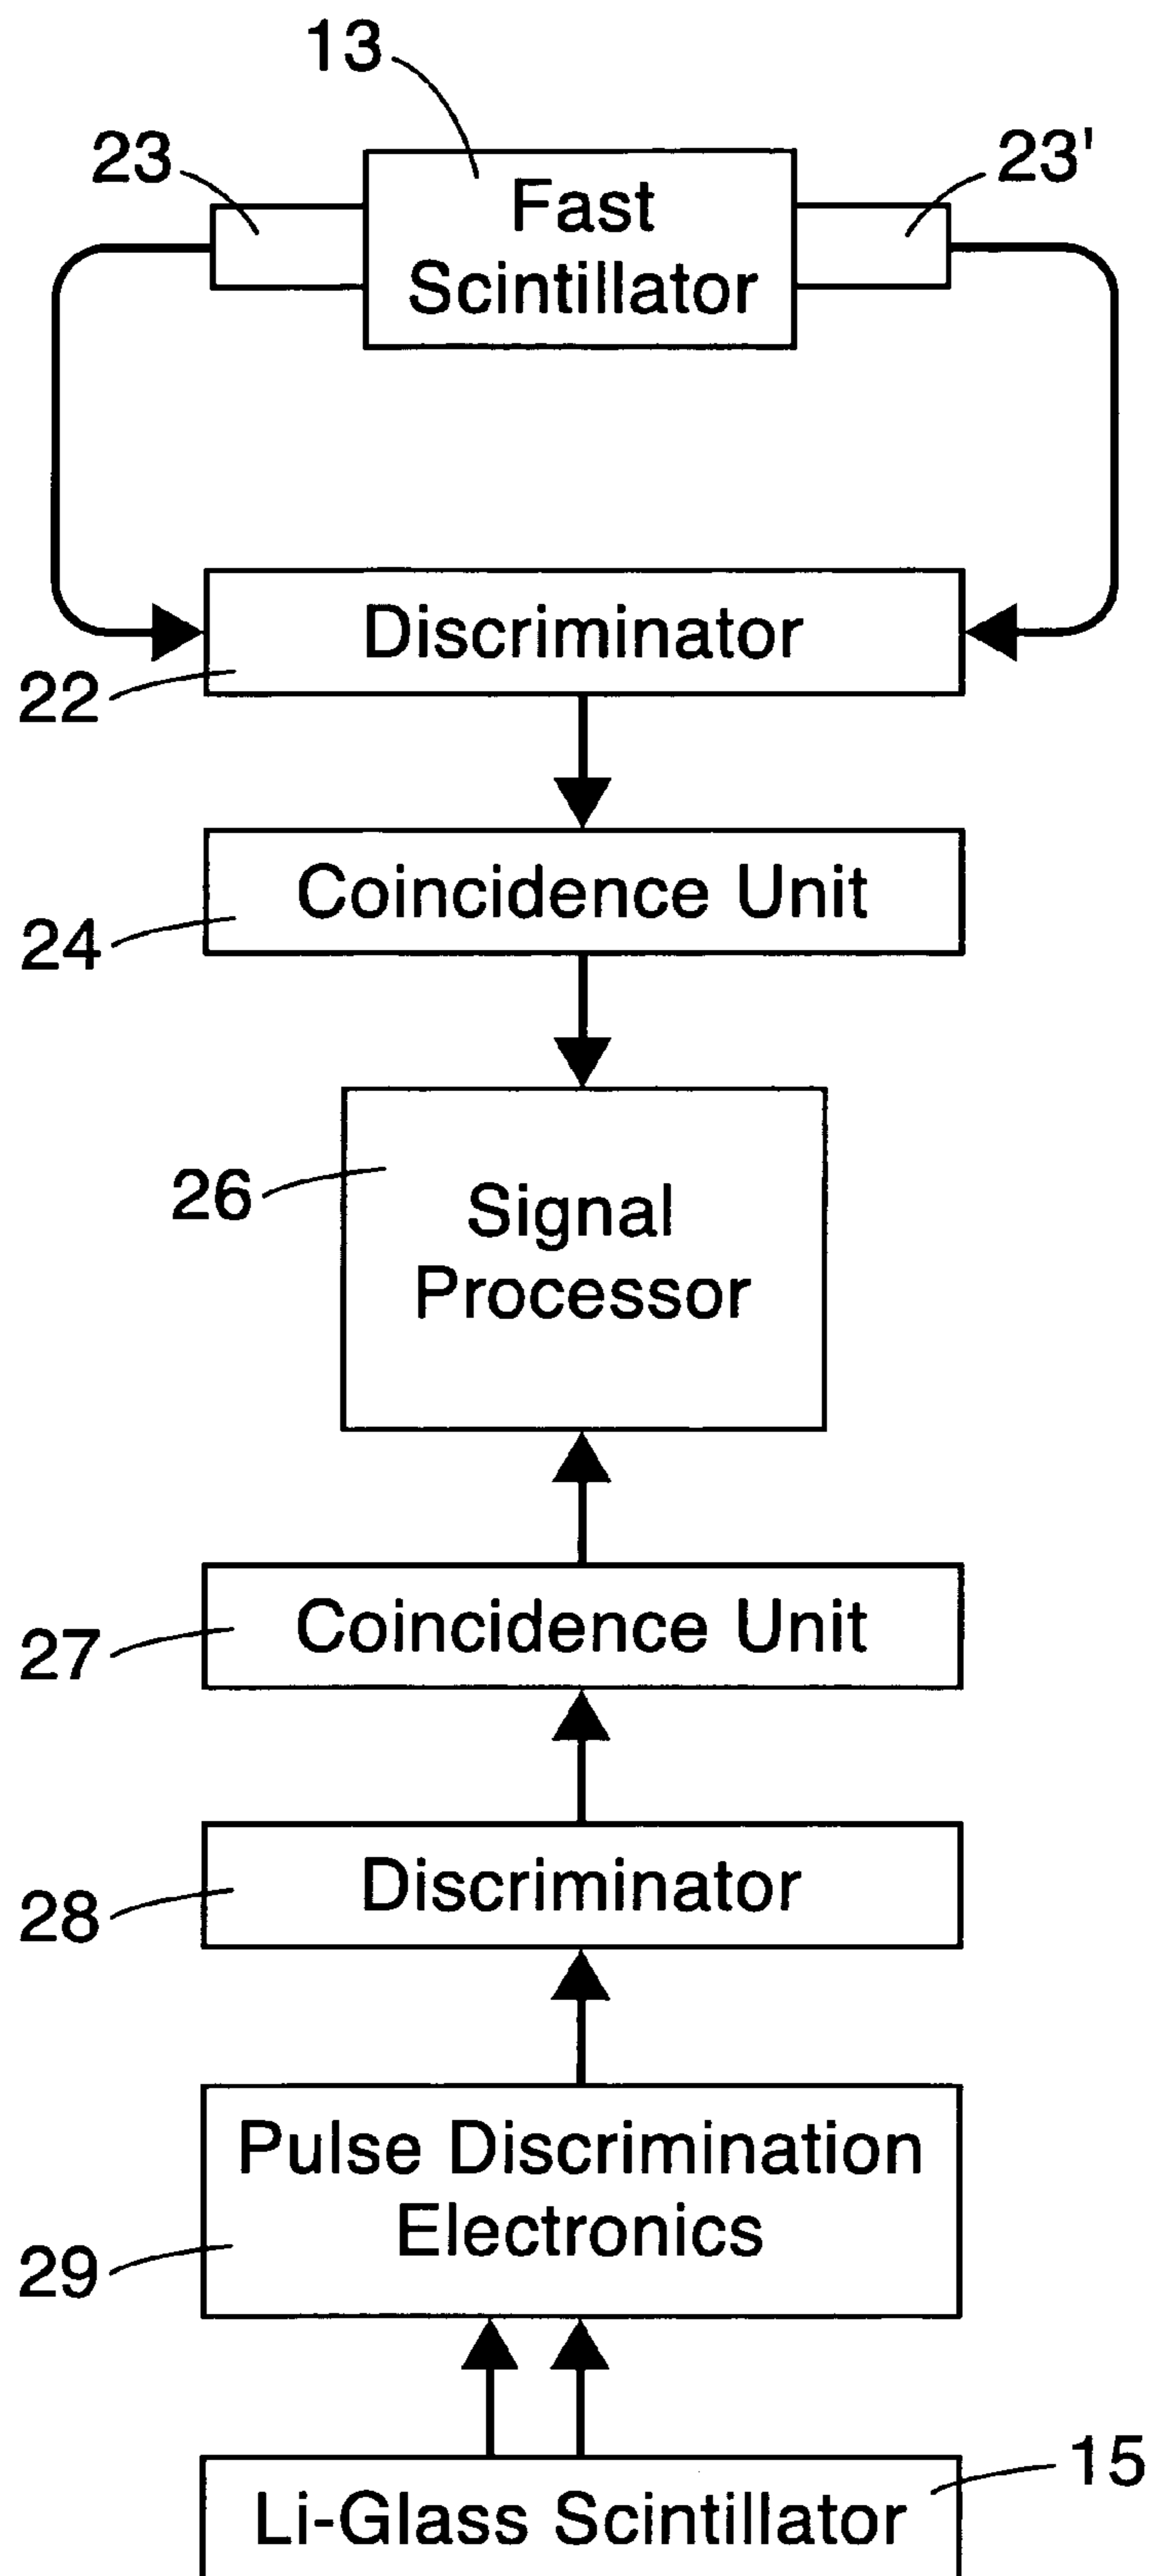 13
23
23'
Fast
Scintillator
Discriminator
22
Coincidence Unit
24
26
Signal
Processor
Coincidence Unit
27
Discriminator
28
Pulse Discrimination
Electronics
29
15
Li-Glass Scintillator